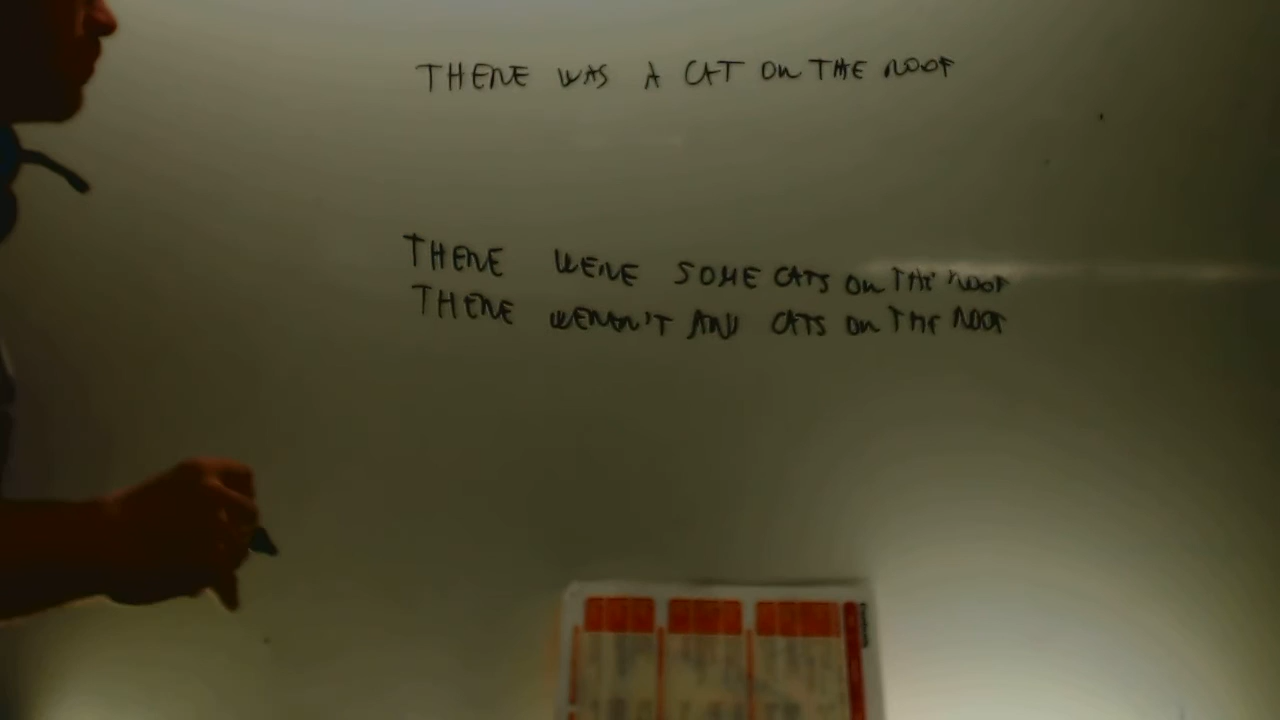 THERE WAS A CAT ON THE ROOF
THERE WERE SOME CATS ON THE ROOF
THERE WEREN'T ANY CATS ON THE ROOF